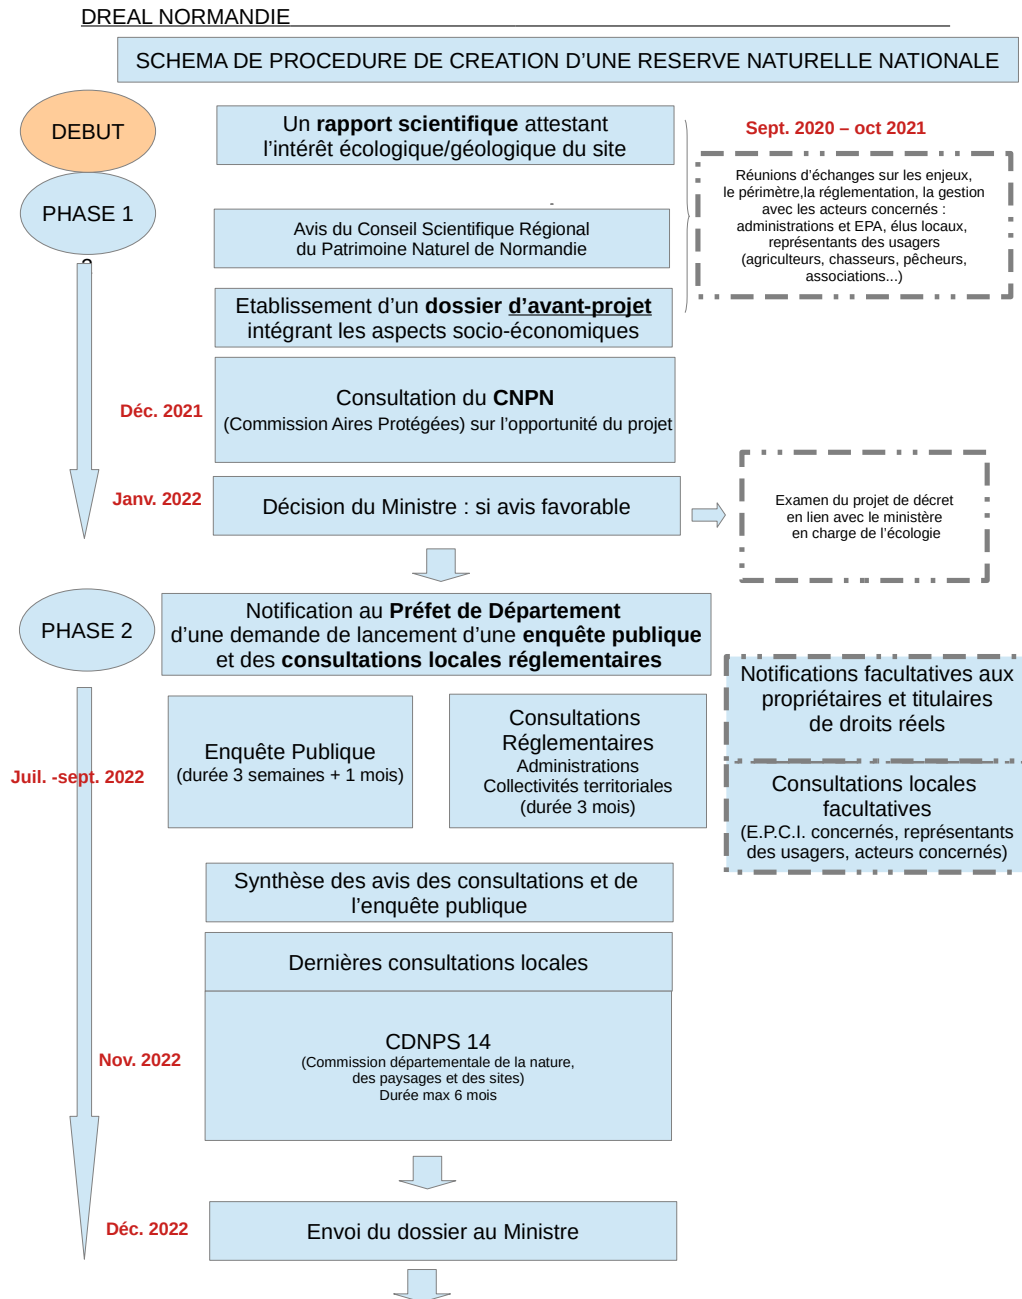 DREAL NORMANDIE
SCHEMA DE PROCEDURE DE CREATION D’UNE RESERVE NATURELLE NATIONALE
DEBUT
Un rapport scientifique attestant
l’intérêt écologique/géologique du site
Sept. 2020 – oct 2021
Réunions d’échanges sur les enjeux,
le périmètre,la réglementation, la gestion
avec les acteurs concernés :
administrations et EPA, élus locaux,
représentants des usagers
(agriculteurs, chasseurs, pêcheurs,
associations...)
PHASE 1
Avis du Conseil Scientifique Régional
du Patrimoine Naturel de Normandie
Etablissement d’un dossier d’avant-projet
intégrant les aspects socio-économiques
Déc. 2021
Consultation du CNPN
(Commission Aires Protégées) sur l’opportunité du projet
Janv. 2022
Décision du Ministre : si avis favorable
Examen du projet de décret
en lien avec le ministère
en charge de l’écologie
PHASE 2
Notification au Préfet de Département
d’une demande de lancement d’une enquête publique
et des consultations locales réglementaires
Notifications facultatives aux
propriétaires et titulaires
de droits réels
Juil. -sept. 2022
Enquête Publique
(durée 3 semaines + 1 mois)
Consultations
Réglementaires
Administrations
Collectivités territoriales
(durée 3 mois)
Consultations locales
facultatives
(E.P.C.I. concernés, représentants
des usagers, acteurs concernés)
Synthèse des avis des consultations et de
l’enquête publique
Dernières consultations locales
Nov. 2022
CDNPS 14
(Commission départementale de la nature,
des paysages et des sites)
Durée max 6 mois
Déc. 2022
Envoi du dossier au Ministre